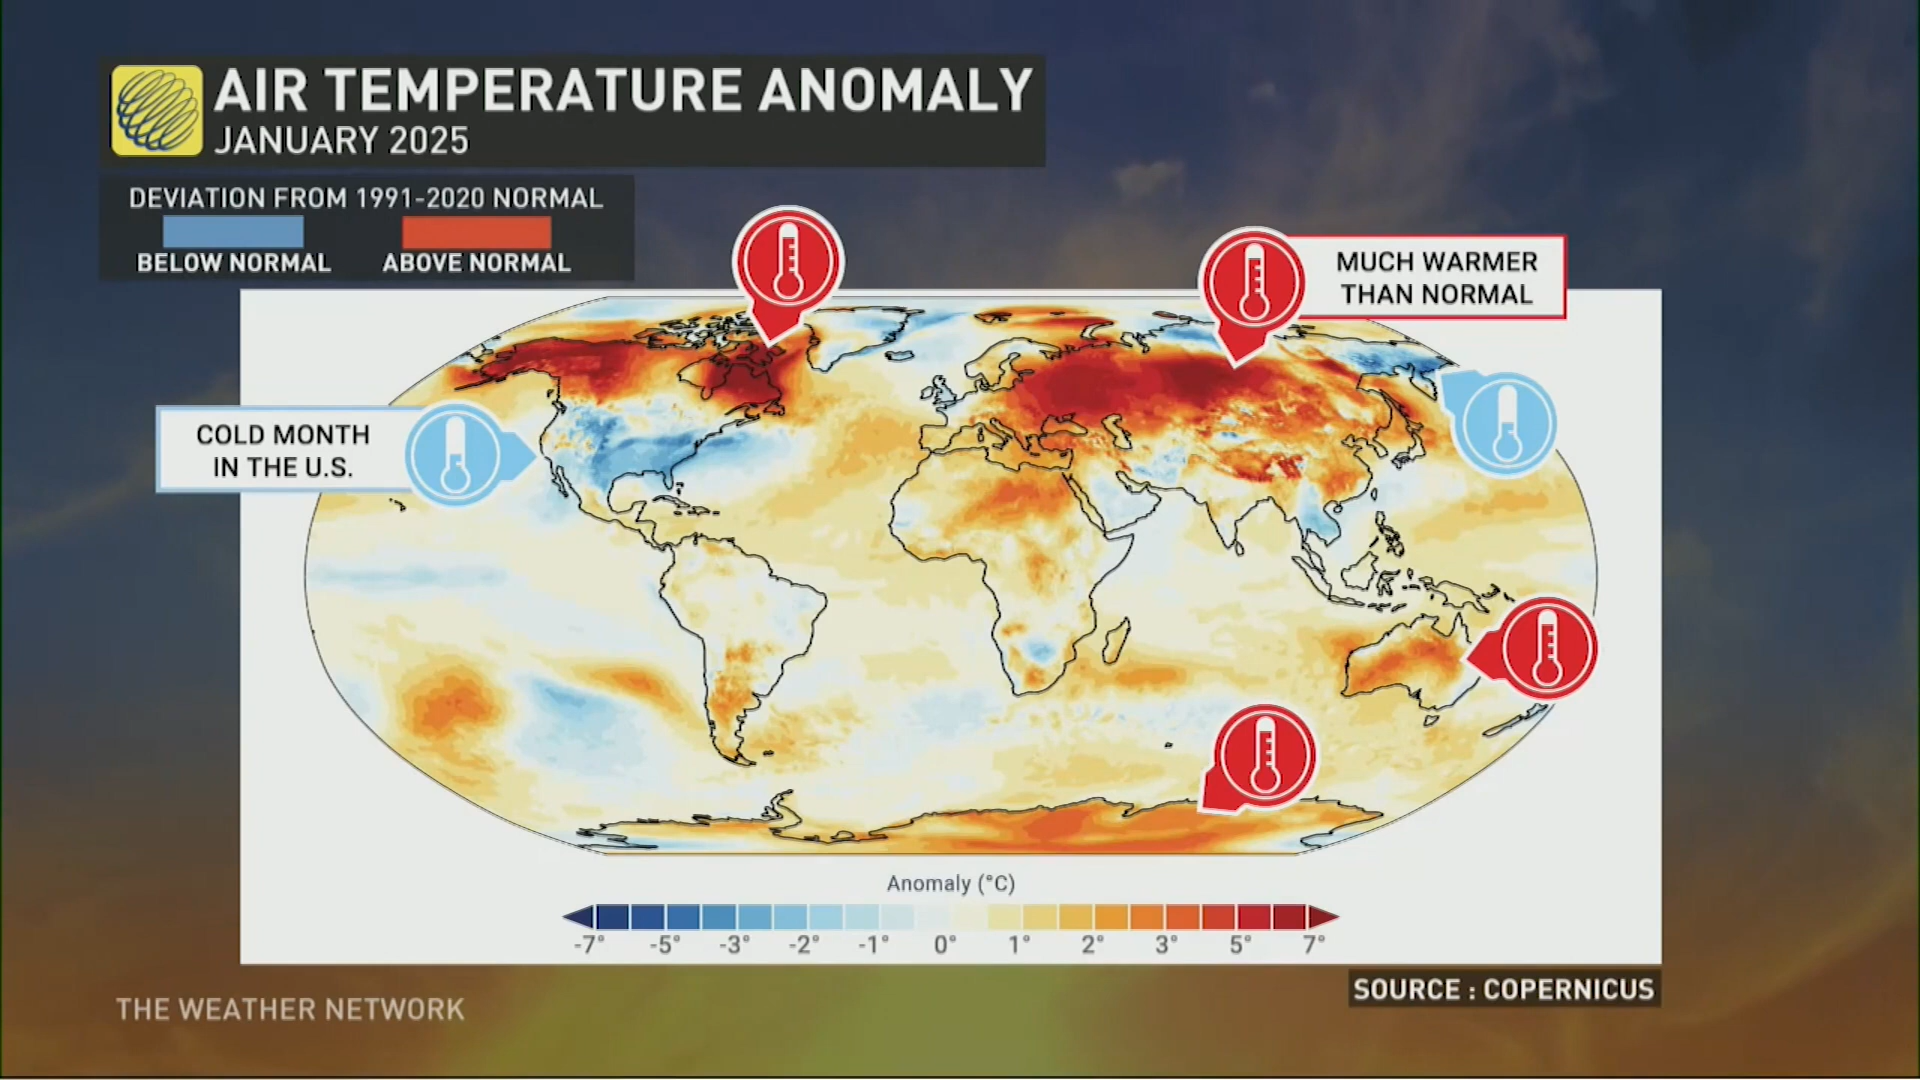 AIR TEMPERATURE ANOMALY
JANUARY 2025
DEVIATION FROM 1991-2020 NORMAL
BELOW NORMAL ABOVE NORMAL
MUCH WARMER
THAN NORMAL
COLD MONTH
IN THE U.S.
Anomaly (°C)
-7° -5° -3° -2° -1° 0° 1° 2° 3° 5° 7°
SOURCE : COPERNICUS
THE WEATHER NETWORK